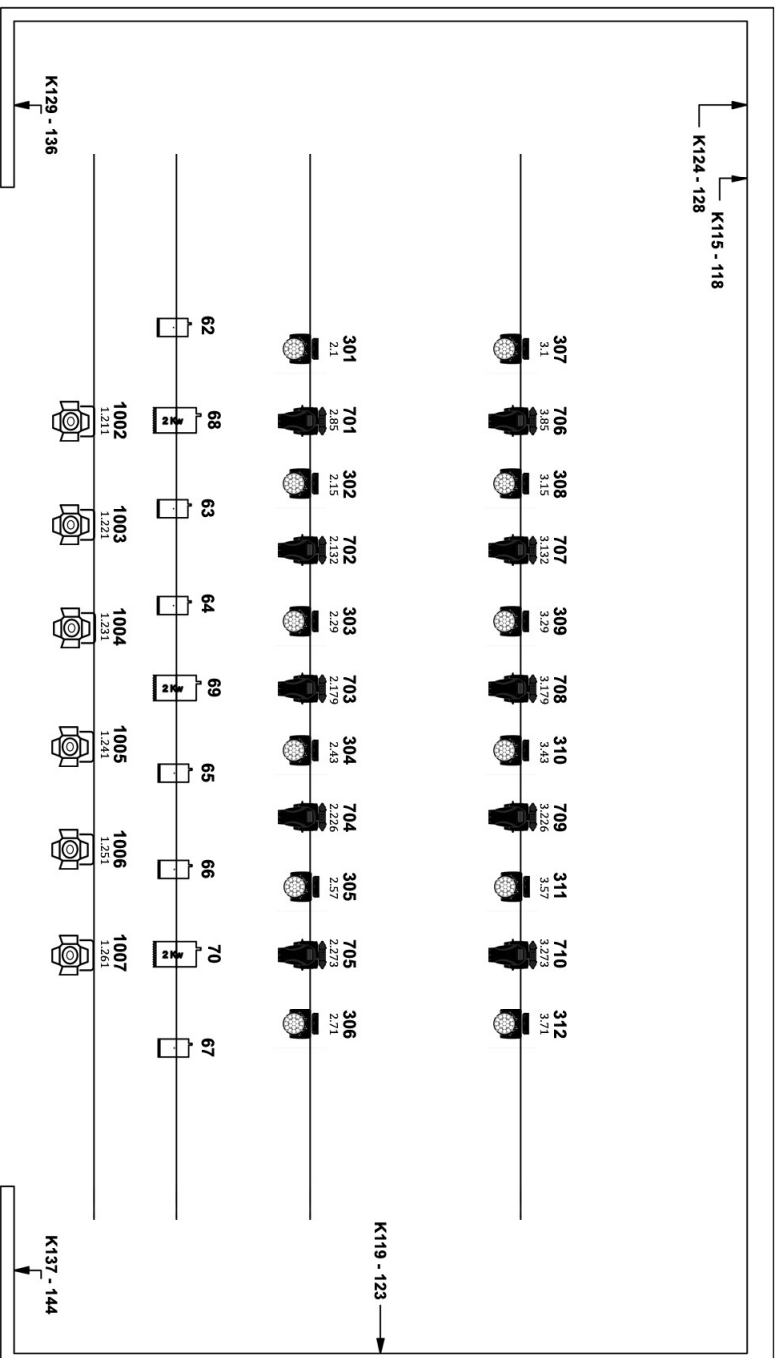 K115 - 118
K124 - 128
307 706 308 707 309 708 310 709 311 710 312
3.1 3.85 3.15 3.132 3.29 3.179 3.43 3.226 3.57 3.273 3.71
K119 - 123
301 701 302 702 303 703 304 704 305 705 306
2.1 2.85 2.15 2.132 2.29 2.179 2.43 2.226 2.57 2.273 2.71
62 68 63 64 69 65 66 70 67
2 Kw 2 Kw 2 Kw
1002 1003 1004 1005 1006 1007
1.211 1.221 1.231 1.241 1.251 1.261
K129 - 136 K137 - 144